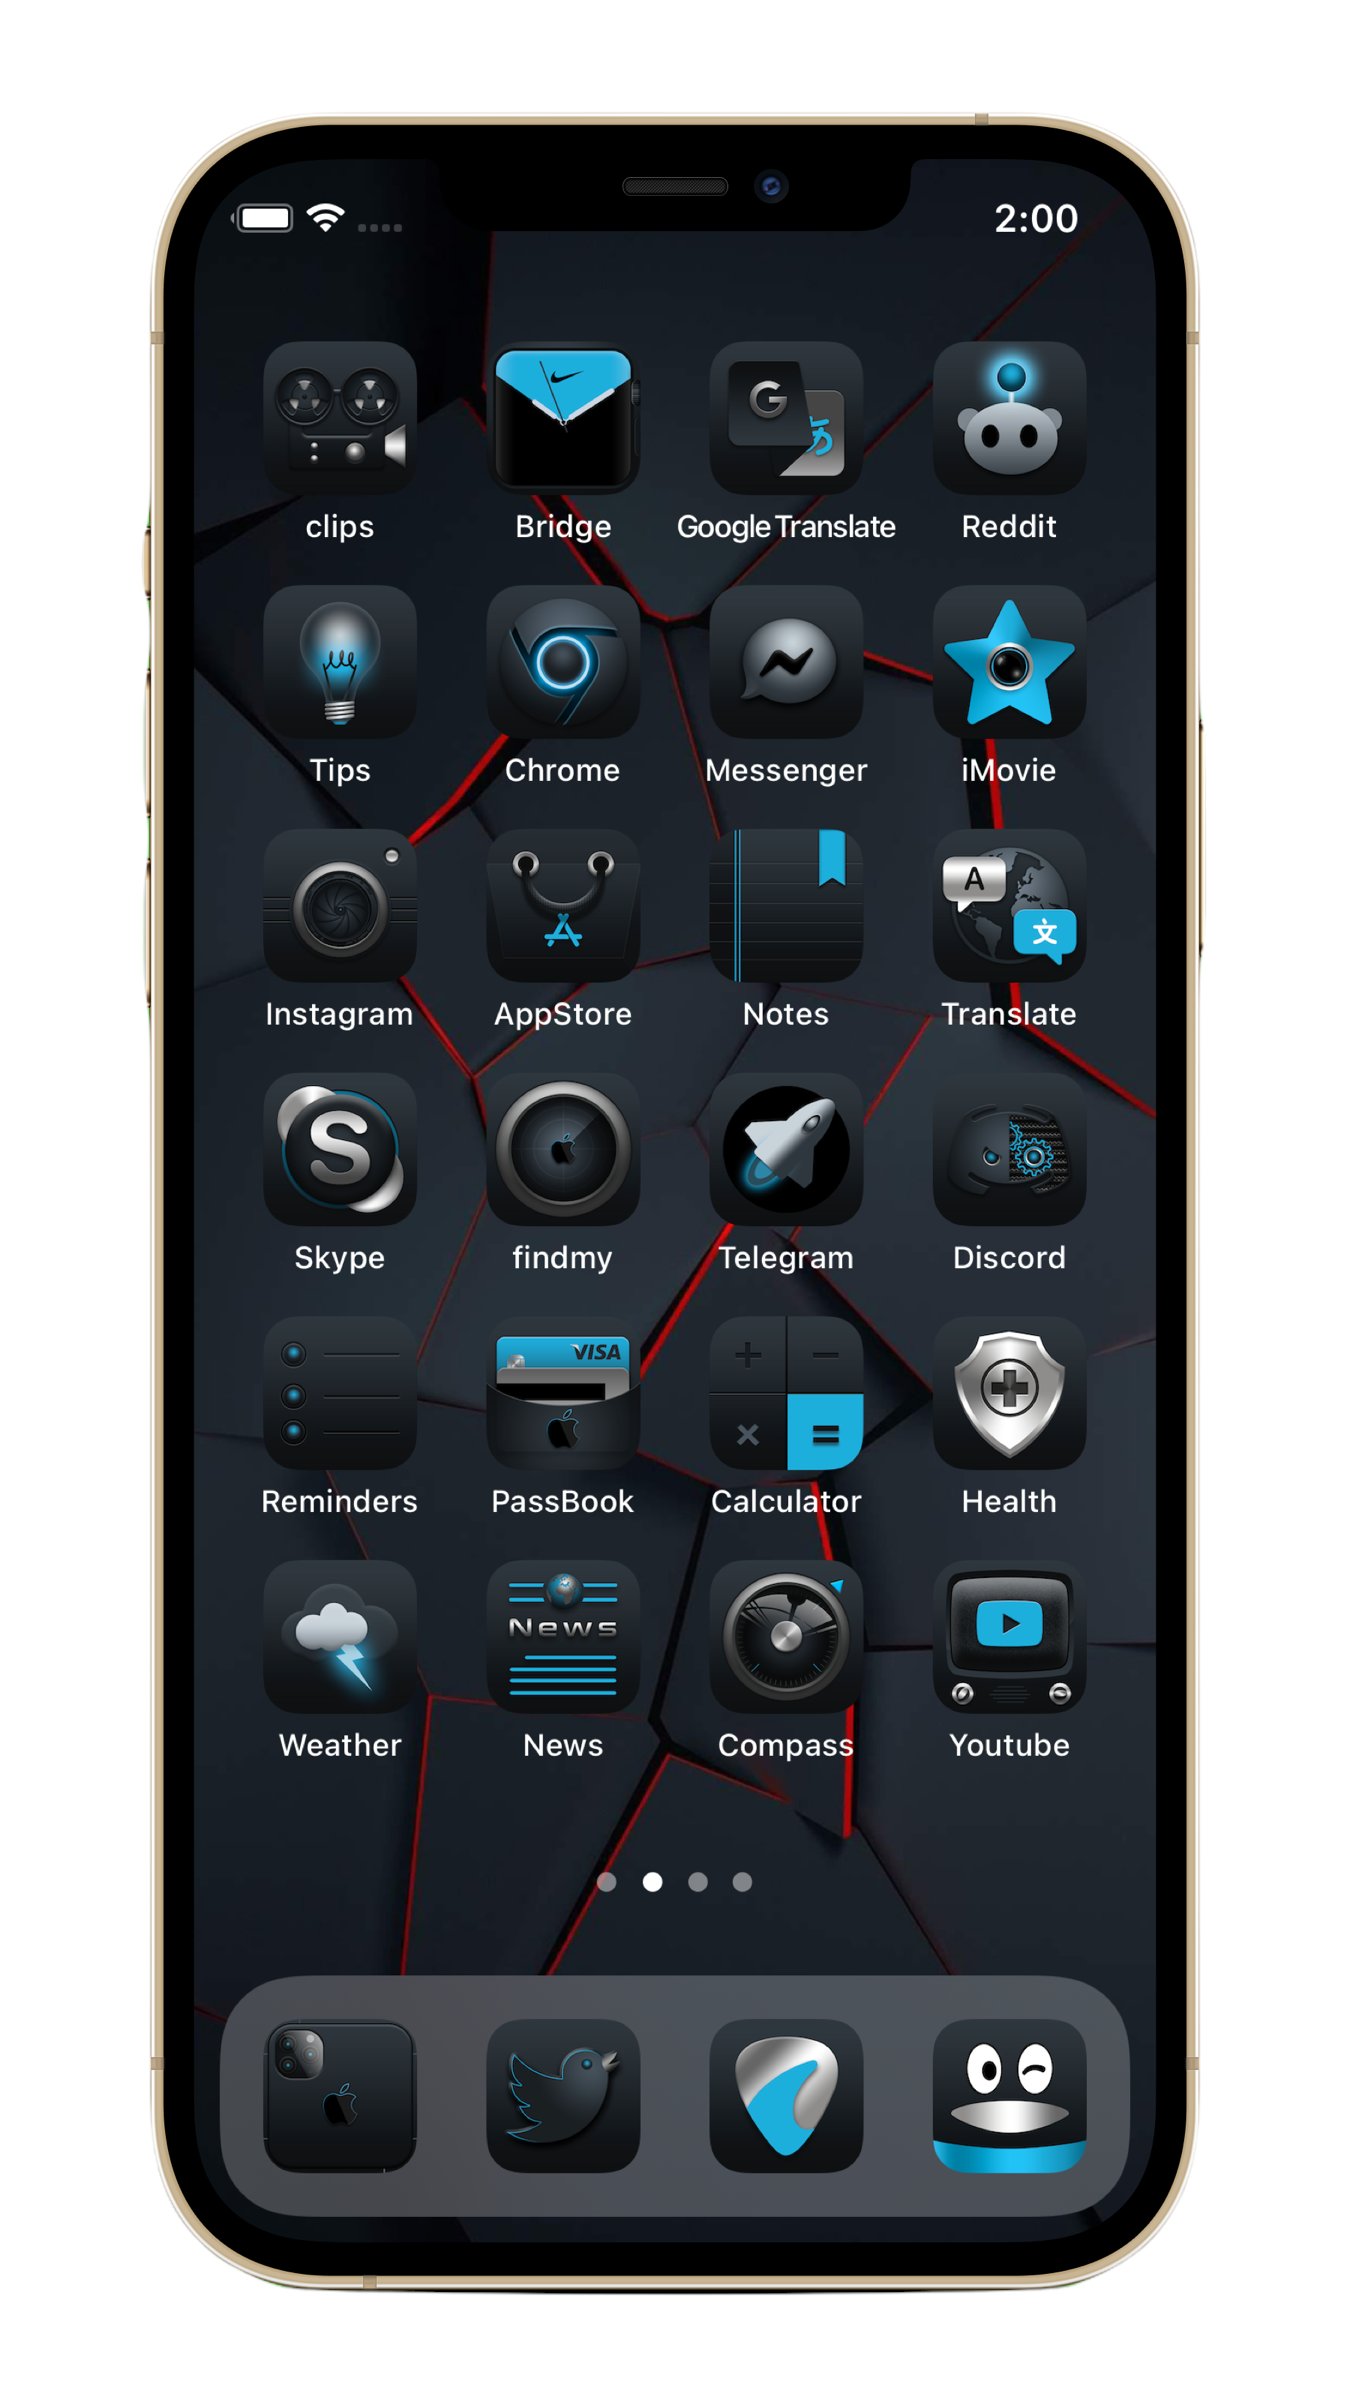 2:00
G
あ
clips
Bridge
Google Translate
Reddit
Tips
Chrome
Messenger
iMovie
A
文
Instagram
AppStore
Notes
Translate
S
Skype
findmy
Telegram
Discord
VISA
+ −
× =
Reminders
PassBook
Calculator
Health
News
Weather
News
Compass
Youtube